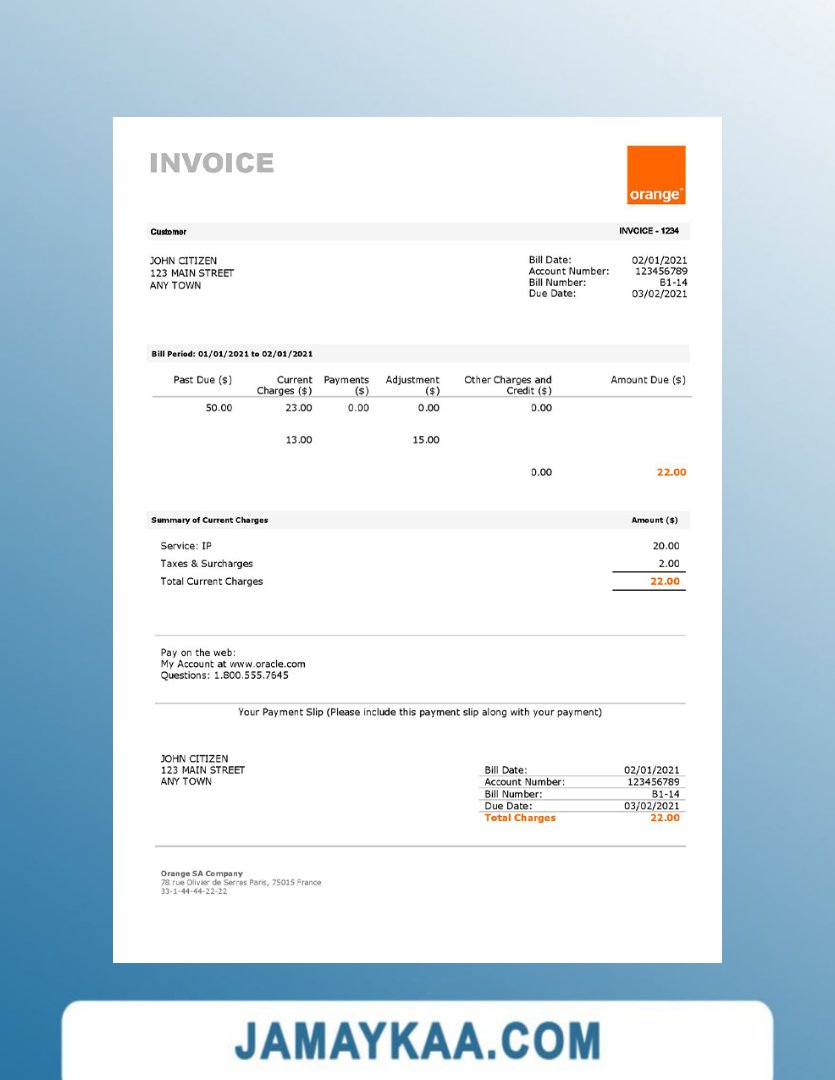 INVOICE
orange™
Customer INVOICE - 1234
JOHN CITIZEN
123 MAIN STREET
ANY TOWN
Bill Date: 02/01/2021
Account Number: 123456789
Bill Number: B1-14
Due Date: 03/02/2021
Bill Period: 01/01/2021 to 02/01/2021
Past Due ($) Current Payments Adjustment Other Charges and Amount Due ($)
Charges ($) ($) ($) Credit ($)
50.00 23.00 0.00 0.00 0.00
13.00 15.00
0.00 22.00
Summary of Current Charges Amount ($)
Service: IP 20.00
Taxes & Surcharges 2.00
Total Current Charges 22.00
Pay on the web:
My Account at www.oracle.com
Questions: 1.800.555.7645
Your Payment Slip (Please include this payment slip along with your payment)
JOHN CITIZEN
123 MAIN STREET
ANY TOWN
Bill Date: 02/01/2021
Account Number: 123456789
Bill Number: B1-14
Due Date: 03/02/2021
Total Charges 22.00
Orange SA Company
78 rue Olivier de Serres Paris, 75015 France
33-1-44-44-22-22
JAMAYKAA.COM